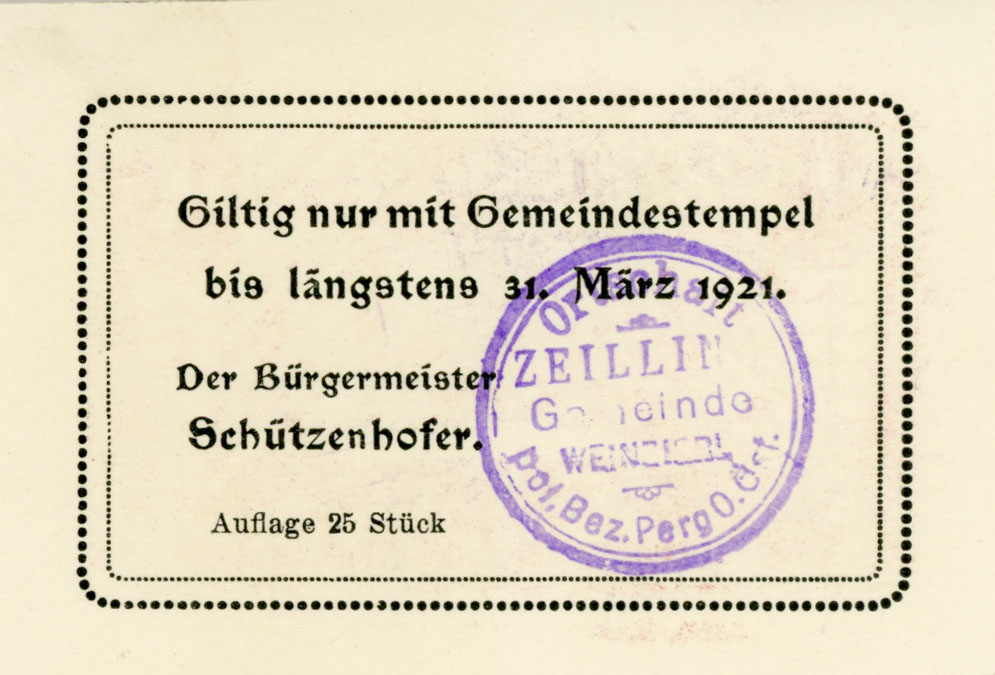 Giltig nur mit Gemeindestempel
bis längstens 31. März 1921.
Der Bürgermeister
Schützenhofer.
Auflage 25 Stück
Ortschaft
ZEILLIN
Gemeinde
Pol. Bez. Perg O. Öst.